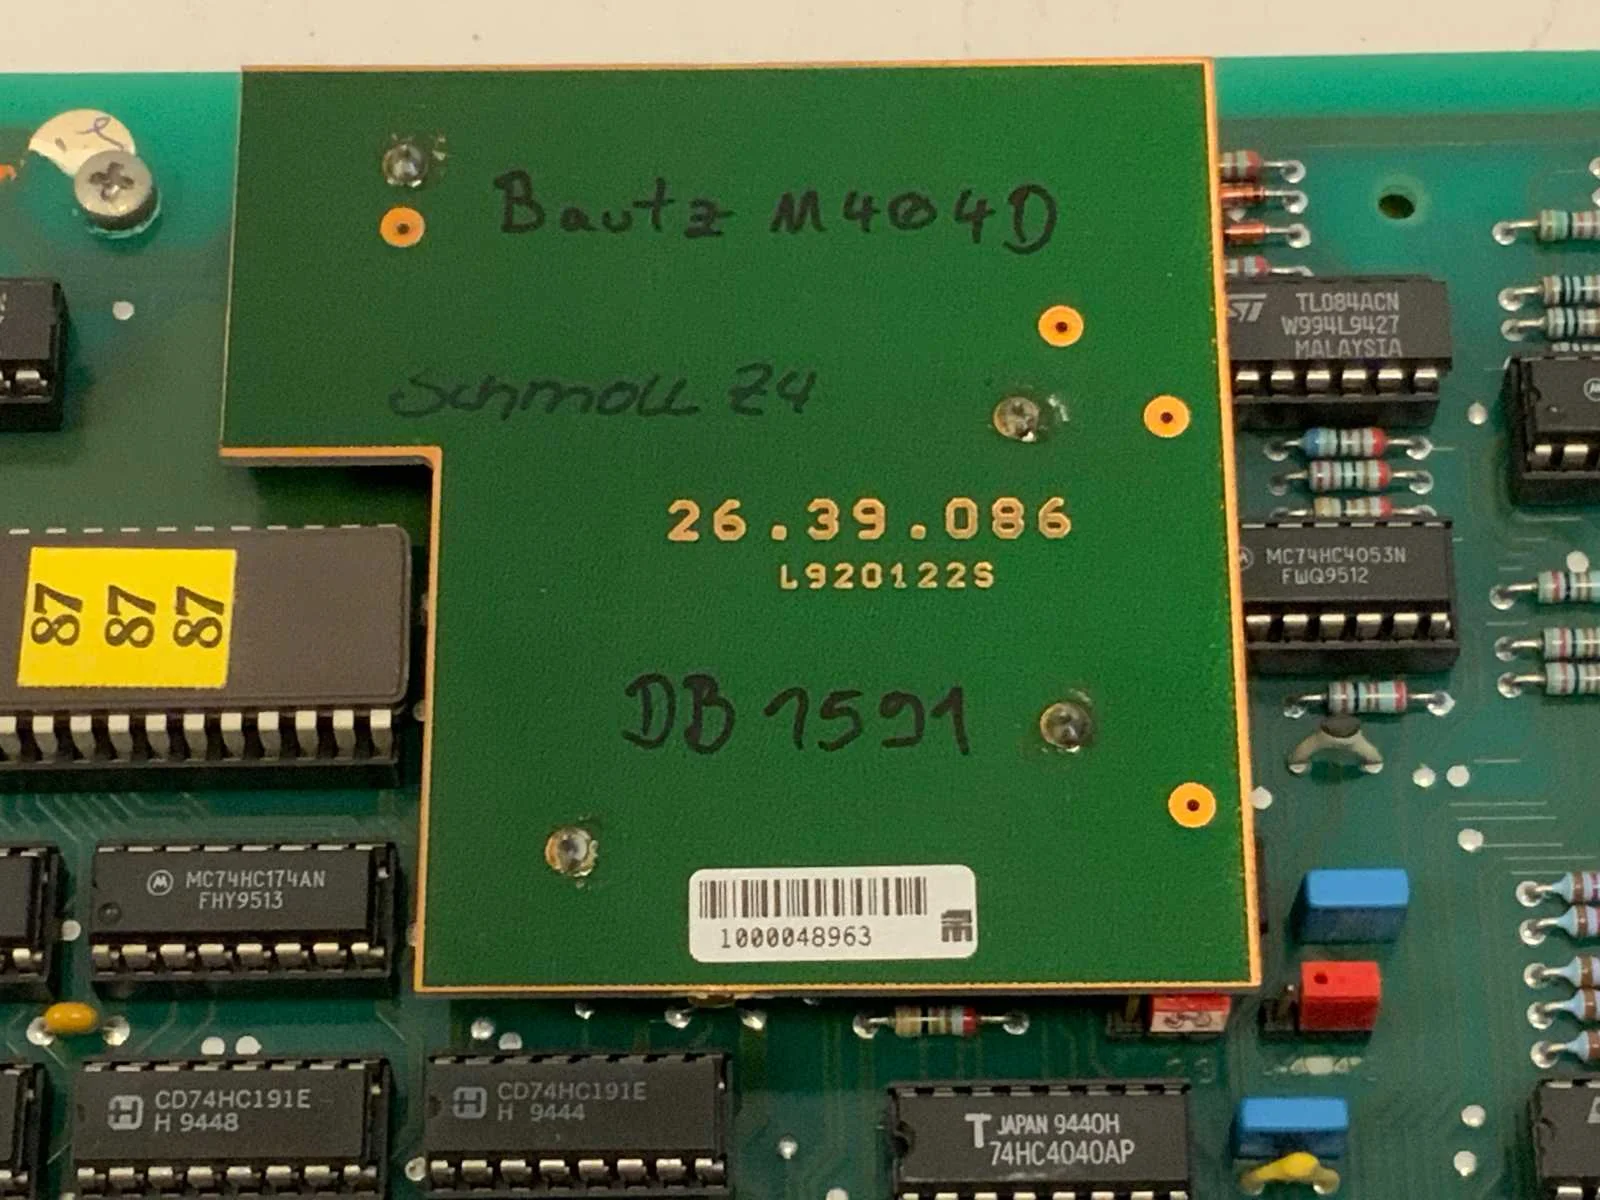 Bautz M404D
TL084ACN
W994L9427
MALAYSIA
Schmoll Z4
26.39.086
L920122S
MC74HC4053N
FWQ9512
87
87
87
DB 1591
MC74HC174AN
FHY9513
1000048963
CD74HC191E
H 9448
CD74HC191E
H 9444
T JAPAN 9440H
74HC4040AP